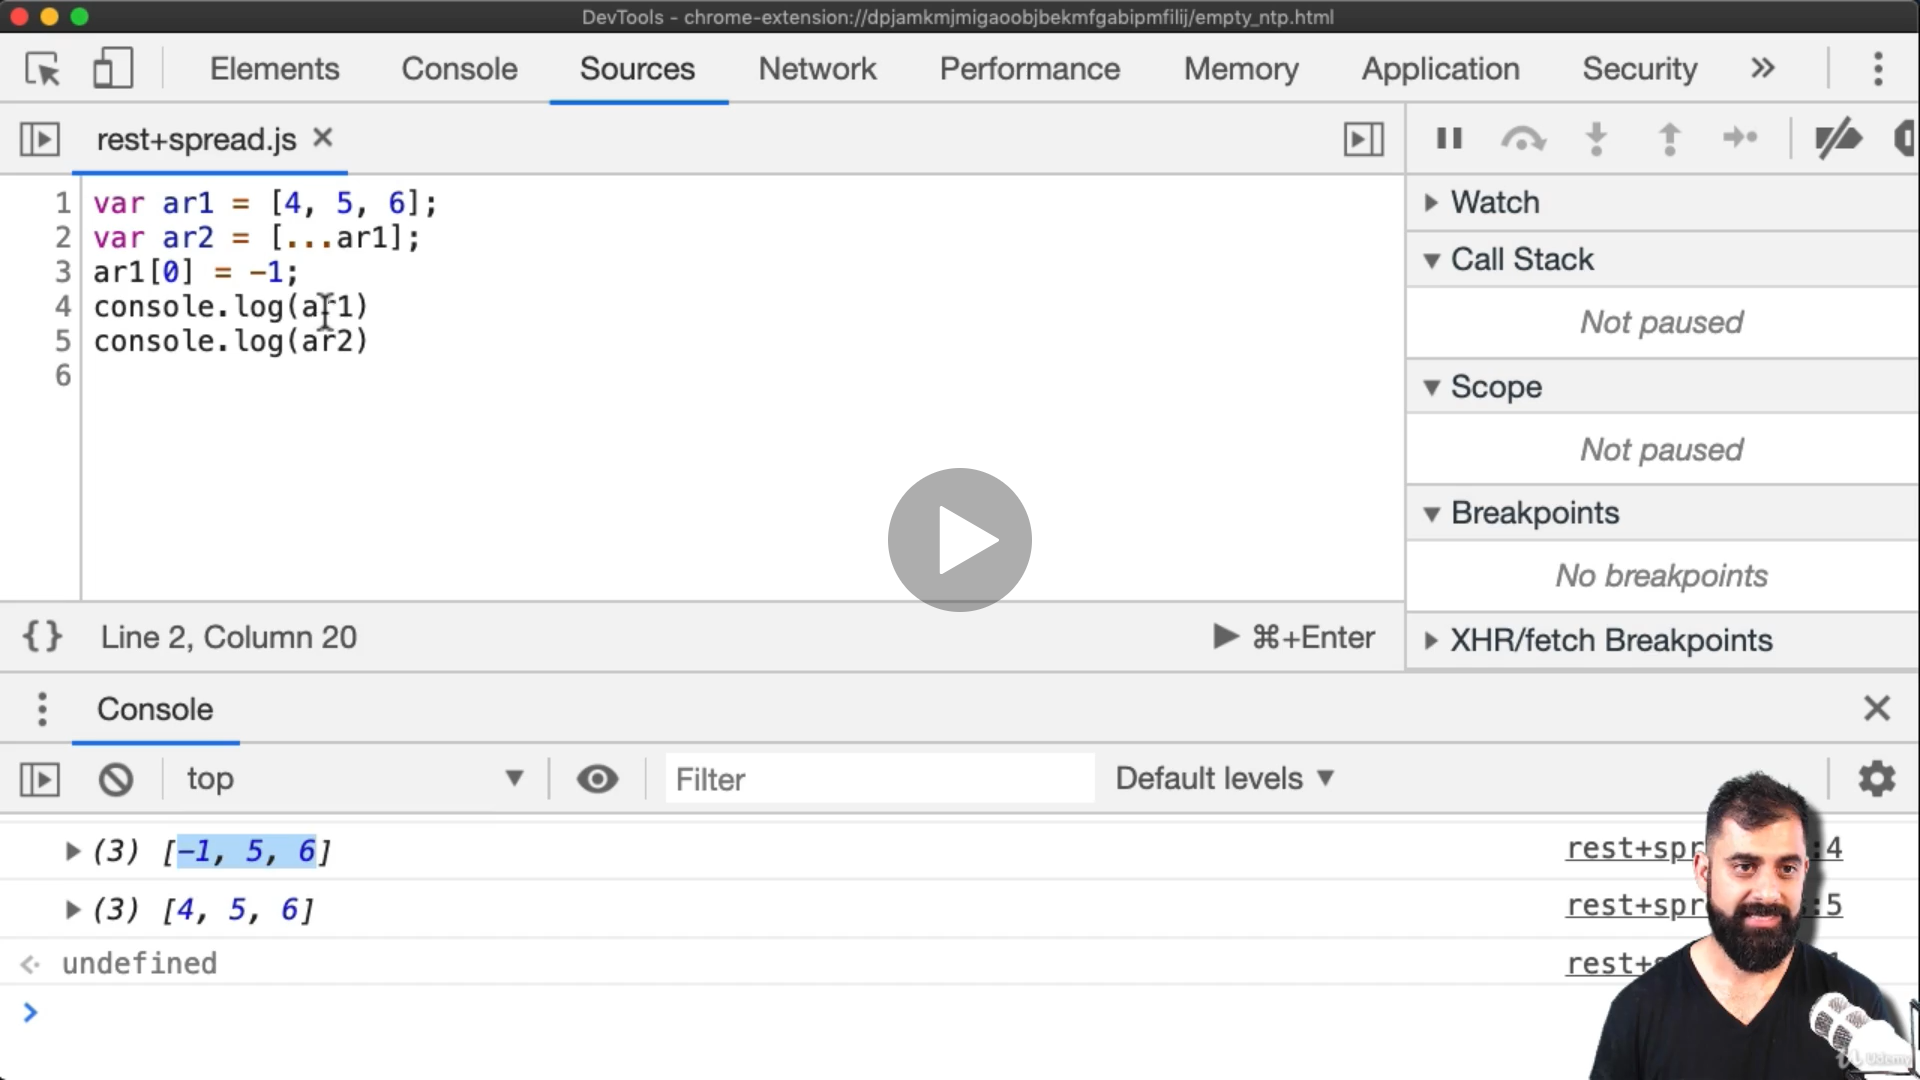 DevTools - chrome-extension://dpjamkmjmigaoobjbekmfgabipmfilij/empty_ntp.html
Elements Console Sources Network Performance Memory Application Security »
rest+spread.js ×
1 var ar1 = [4, 5, 6];
2 var ar2 = [...ar1];
3 ar1[0] = -1;
4 console.log(ar1)
5 console.log(ar2)
6
{} Line 2, Column 20 ⌘+Enter
Watch
Call Stack
Not paused
Scope
Not paused
Breakpoints
No breakpoints
XHR/fetch Breakpoints
Console
top Filter Default levels
(3) [-1, 5, 6] rest+spr :4
(3) [4, 5, 6] rest+spr :5
undefined rest+
Udemy